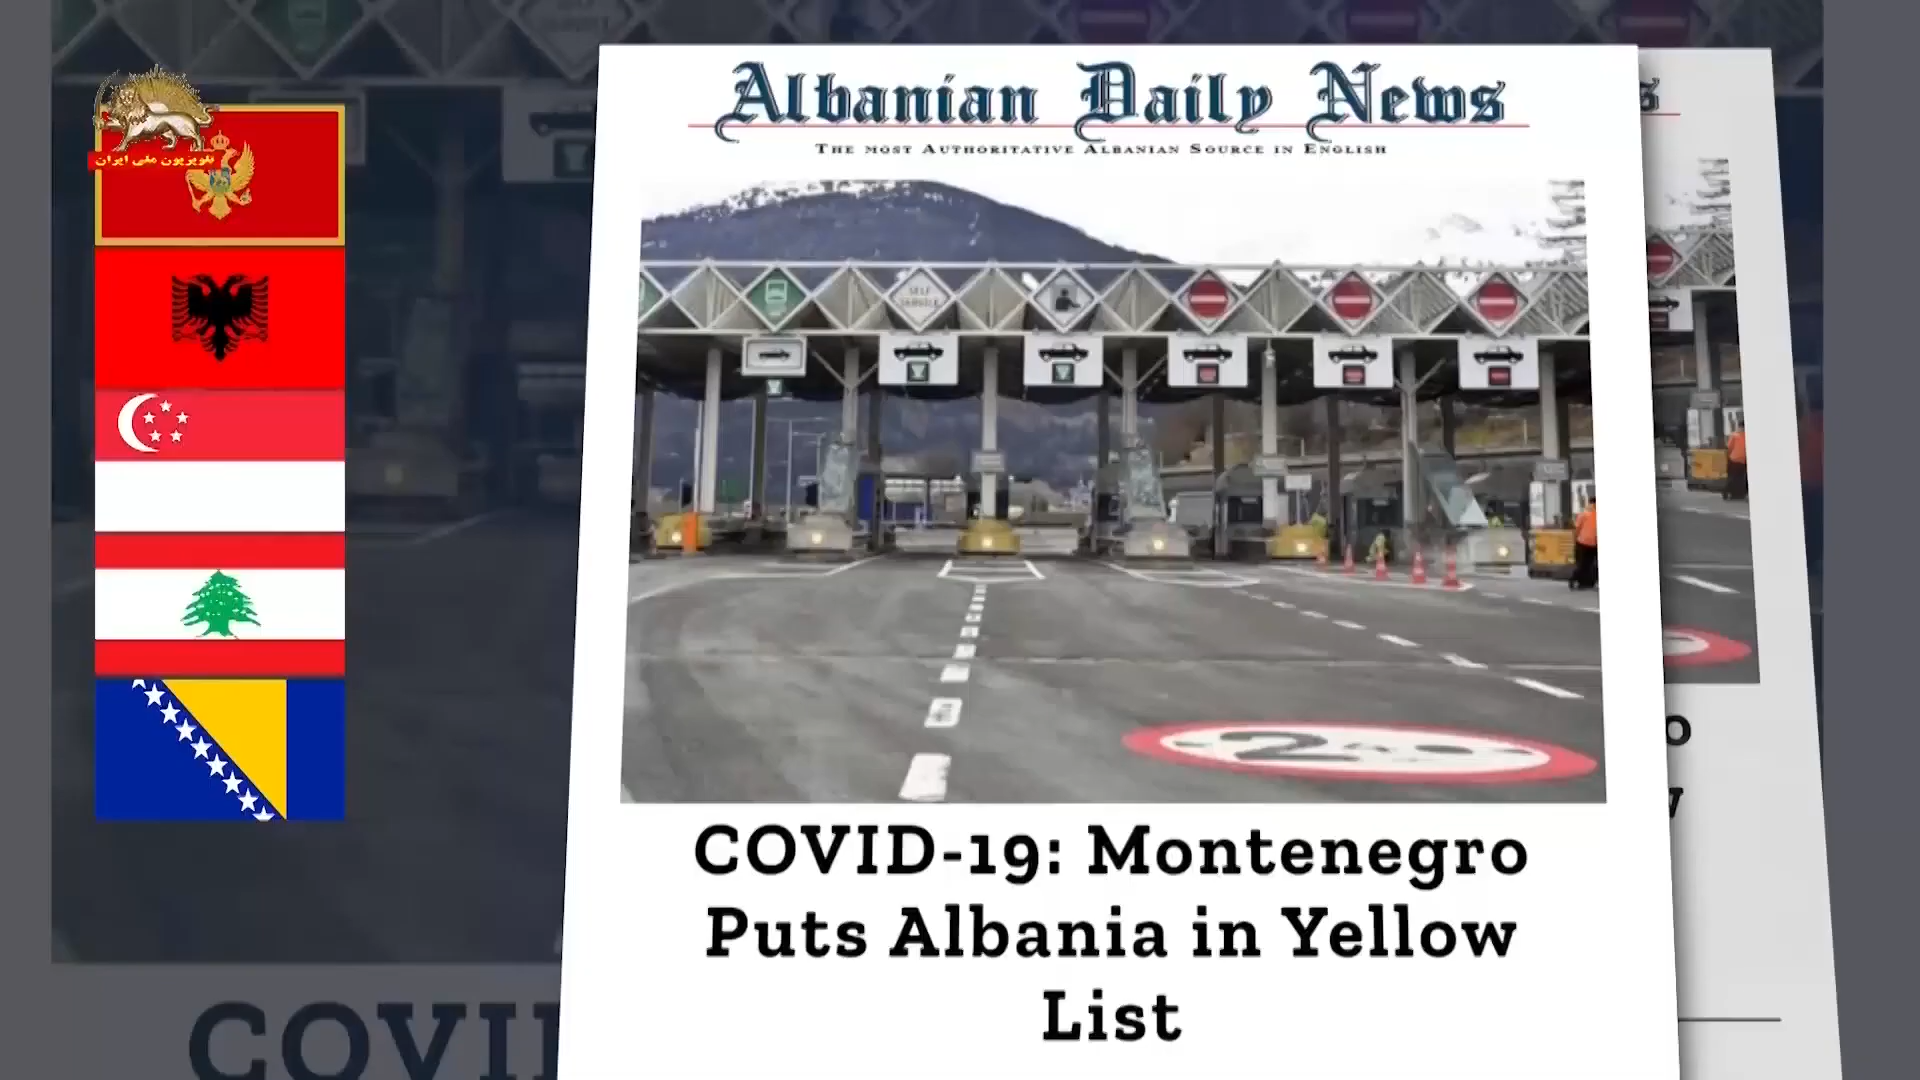 تلویزیون ملی ایران
Albanian Daily News
The most Authoritative Albanian Source in English
SELF SERVICE
COVID-19: Montenegro
Puts Albania in Yellow
List
s
o
w
COVI